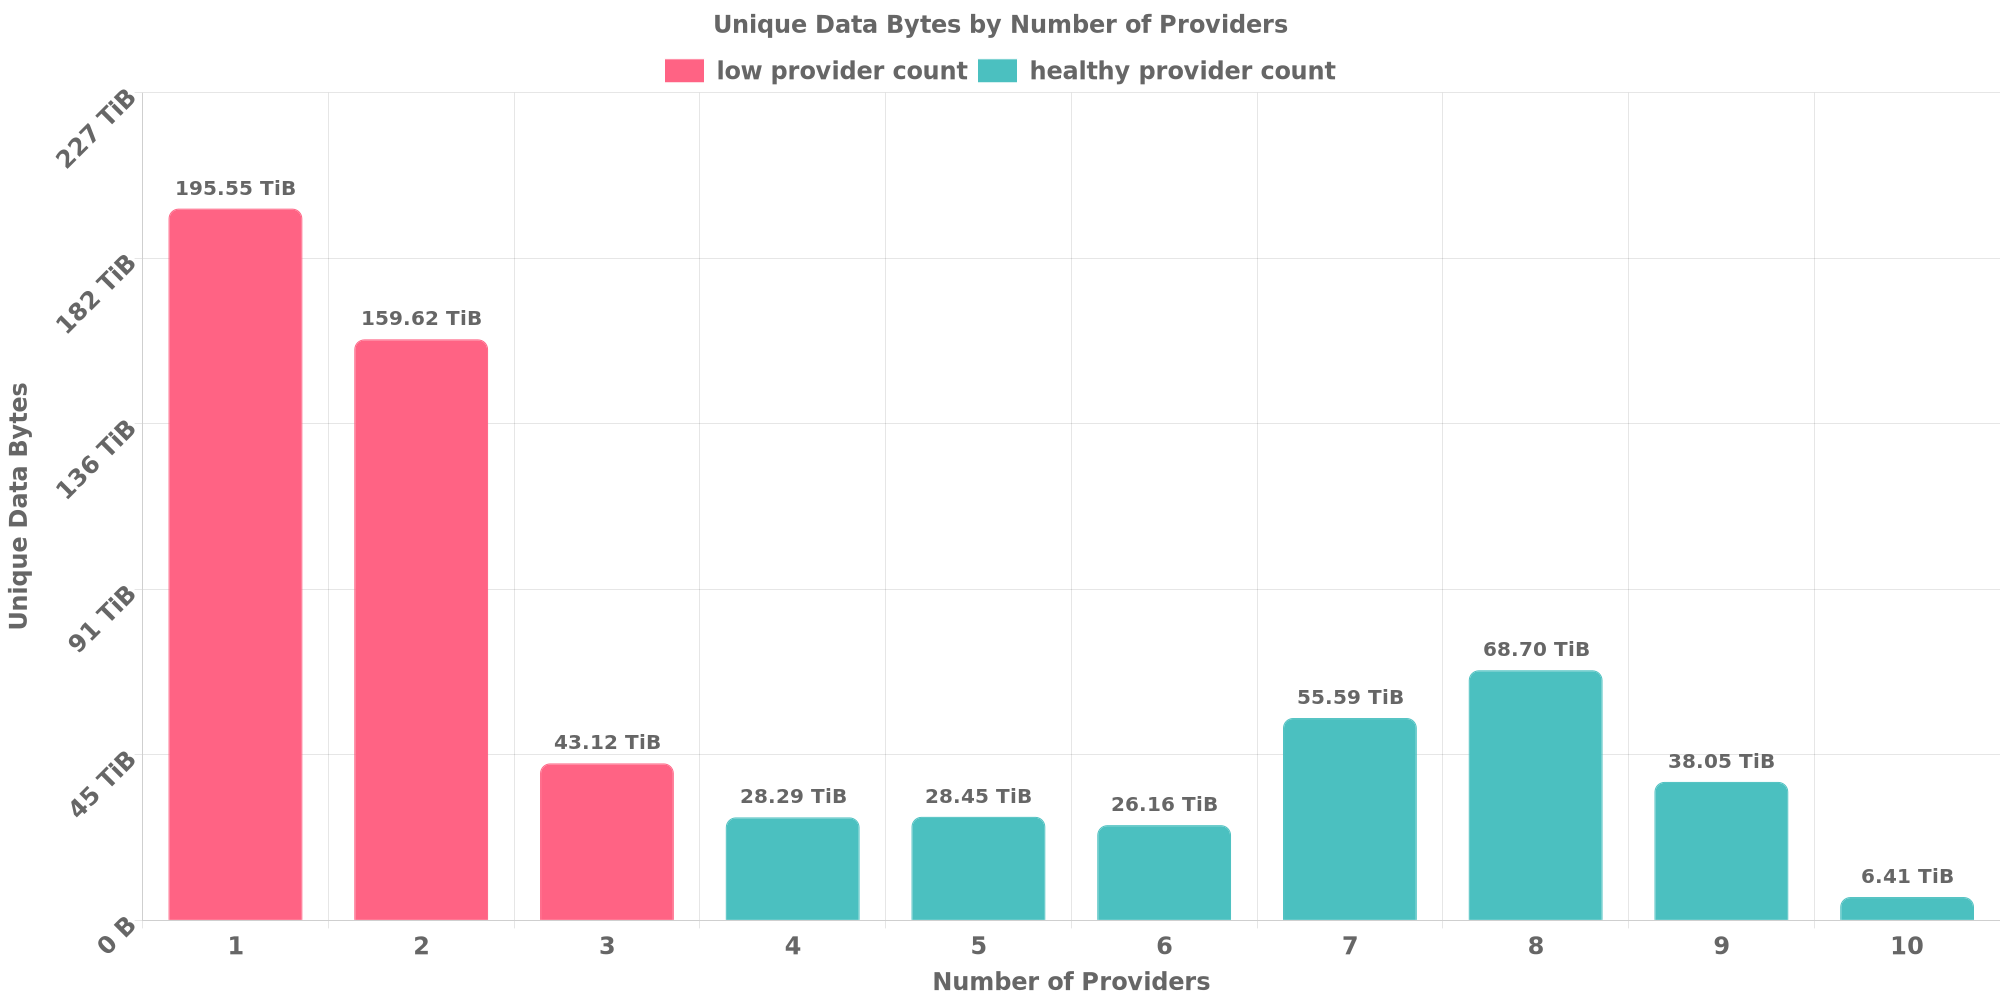 Unique Data Bytes by Number of Providers
low provider count healthy provider count
227 TiB
182 TiB
136 TiB
91 TiB
45 TiB
0 B
Unique Data Bytes
195.55 TiB
159.62 TiB
43.12 TiB
28.29 TiB
28.45 TiB
26.16 TiB
55.59 TiB
68.70 TiB
38.05 TiB
6.41 TiB
1 2 3 4 5 6 7 8 9 10
Number of Providers